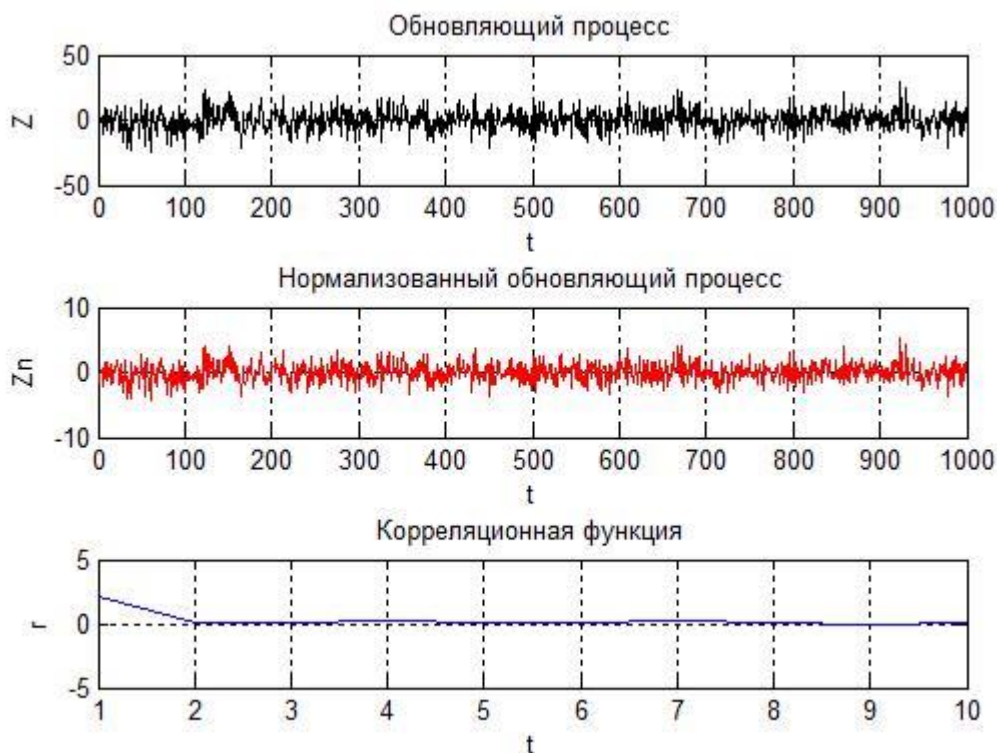 Обновляющий процесс
50
0
-50
Z
0 100 200 300 400 500 600 700 800 900 1000
t
Нормализованный обновляющий процесс
10
0
-10
Zn
0 100 200 300 400 500 600 700 800 900 1000
t
Корреляционная функция
5
0
-5
r
1 2 3 4 5 6 7 8 9 10
t